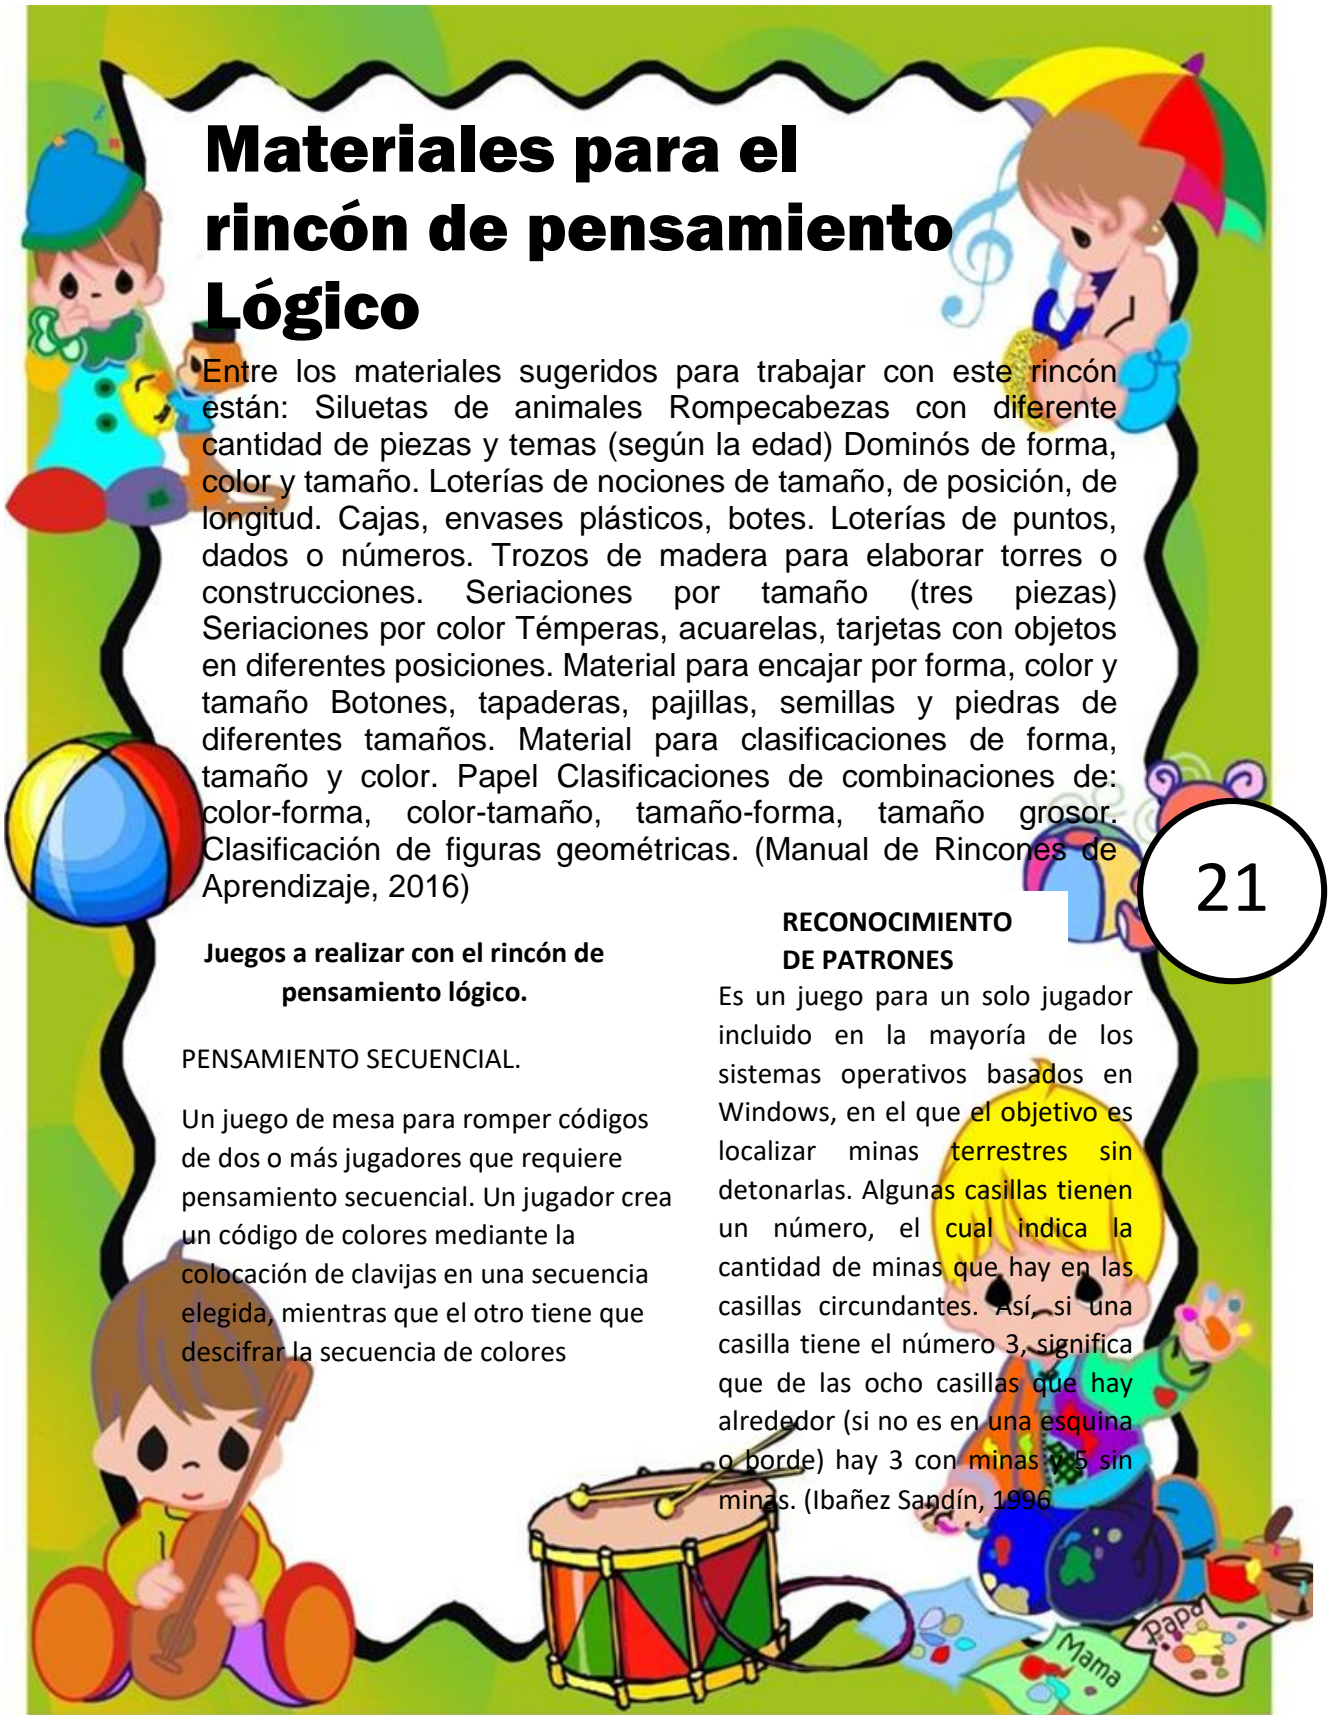 Materiales para el
rincón de pensamiento
Lógico
Entre los materiales sugeridos para trabajar con este rincón
están: Siluetas de animales Rompecabezas con diferente
cantidad de piezas y temas (según la edad) Dominós de forma,
color y tamaño. Loterías de nociones de tamaño, de posición, de
longitud. Cajas, envases plásticos, botes. Loterías de puntos,
dados o números. Trozos de madera para elaborar torres o
construcciones. Seriaciones por tamaño (tres piezas)
Seriaciones por color Témperas, acuarelas, tarjetas con objetos
en diferentes posiciones. Material para encajar por forma, color y
tamaño Botones, tapaderas, pajillas, semillas y piedras de
diferentes tamaños. Material para clasificaciones de forma,
tamaño y color. Papel Clasificaciones de combinaciones de:
color-forma, color-tamaño, tamaño-forma, tamaño grosor.
Clasificación de figuras geométricas. (Manual de Rincones de
Aprendizaje, 2016)
21
Juegos a realizar con el rincón de
pensamiento lógico.
PENSAMIENTO SECUENCIAL.
Un juego de mesa para romper códigos
de dos o más jugadores que requiere
pensamiento secuencial. Un jugador crea
un código de colores mediante la
colocación de clavijas en una secuencia
elegida, mientras que el otro tiene que
descifrar la secuencia de colores
RECONOCIMIENTO
DE PATRONES
Es un juego para un solo jugador
incluido en la mayoría de los
sistemas operativos basados en
Windows, en el que el objetivo es
localizar minas terrestres sin
detonarlas. Algunas casillas tienen
un número, el cual indica la
cantidad de minas que hay en las
casillas circundantes. Así, si una
casilla tiene el número 3, significa
que de las ocho casillas que hay
alrededor (si no es en una esquina
o borde) hay 3 con minas y 5 sin
minas. (Ibañez Sandín, 1996
Mama
Papa